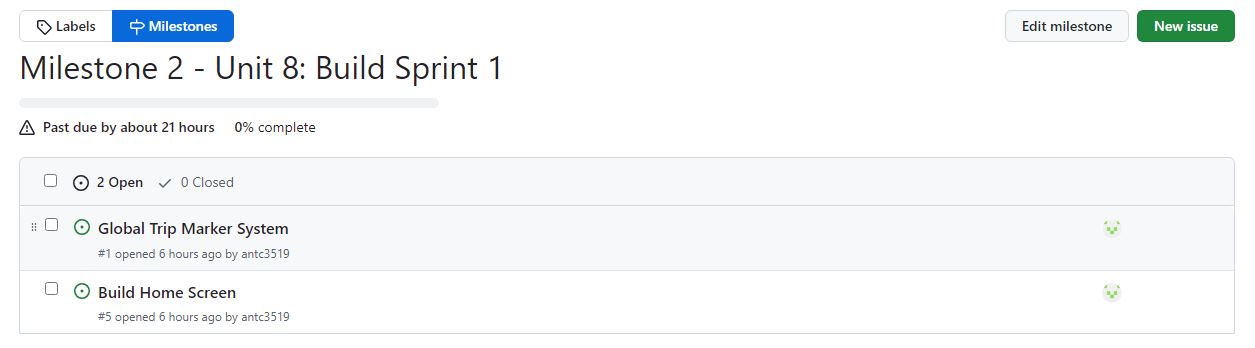 Labels Milestones Edit milestone New issue
Milestone 2 - Unit 8: Build Sprint 1
Past due by about 21 hours 0% complete
2 Open 0 Closed
Global Trip Marker System
#1 opened 6 hours ago by antc3519
Build Home Screen
#5 opened 6 hours ago by antc3519